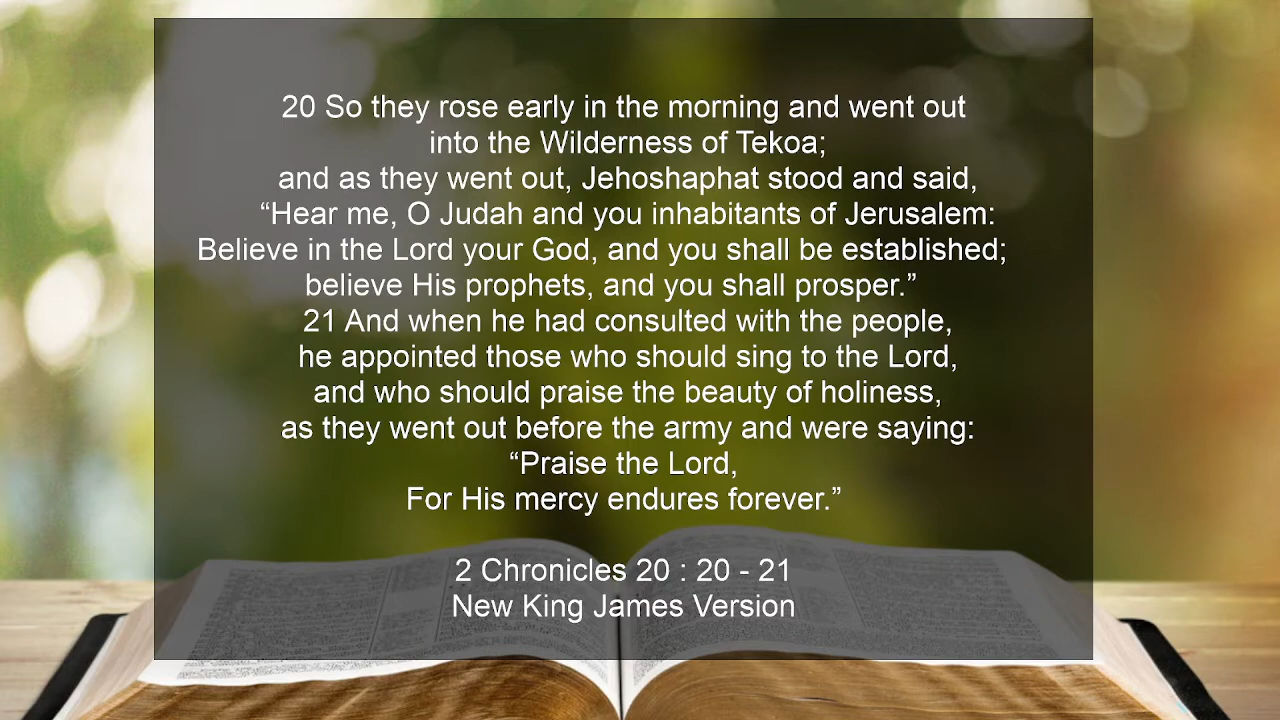 20 So they rose early in the morning and went out
into the Wilderness of Tekoa;
and as they went out, Jehoshaphat stood and said,
“Hear me, O Judah and you inhabitants of Jerusalem:
Believe in the Lord your God, and you shall be established;
believe His prophets, and you shall prosper.”
21 And when he had consulted with the people,
he appointed those who should sing to the Lord,
and who should praise the beauty of holiness,
as they went out before the army and were saying:
“Praise the Lord,
For His mercy endures forever.”
2 Chronicles 20 : 20 - 21
New King James Version